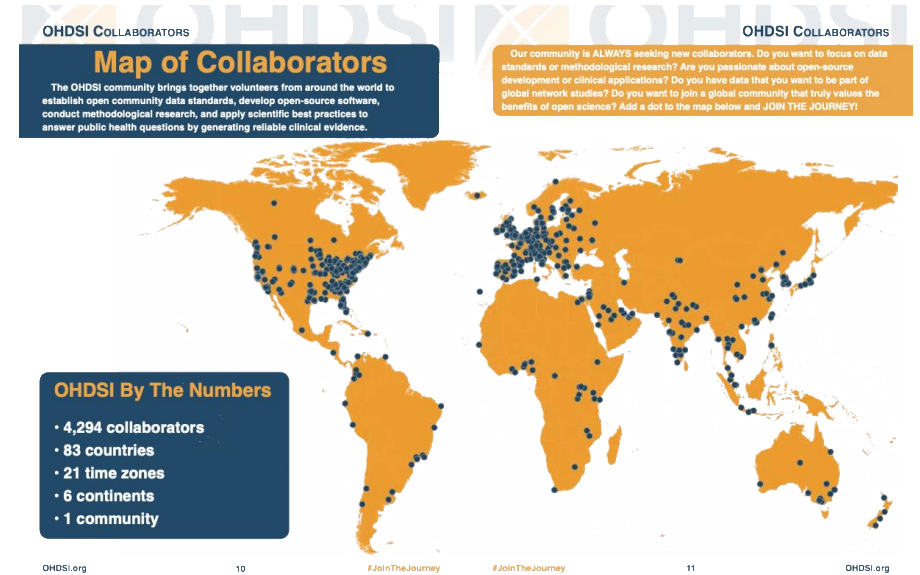 OHDSI COLLABORATORS
Map of Collaborators
The OHDSI community brings together volunteers from around the world to
establish open community data standards, develop open-source software,
conduct methodological research, and apply scientific best practices to
answer public health questions by generating reliable clinical evidence.
OHDSI COLLABORATORS
Our community is ALWAYS seeking new collaborators. Do you want to focus on data
standards or methodological research? Are you passionate about open-source
development or clinical applications? Do you have data that you want to be part of
global network studies? Do you want to join a global community that truly values the
benefits of open science? Add a dot to the map below and JOIN THE JOURNEY!
OHDSI By The Numbers
• 4,294 collaborators
• 83 countries
• 21 time zones
• 6 continents
• 1 community
OHDSI.org
10
#JoinTheJourney
#JoinTheJourney
11
OHDSI.org